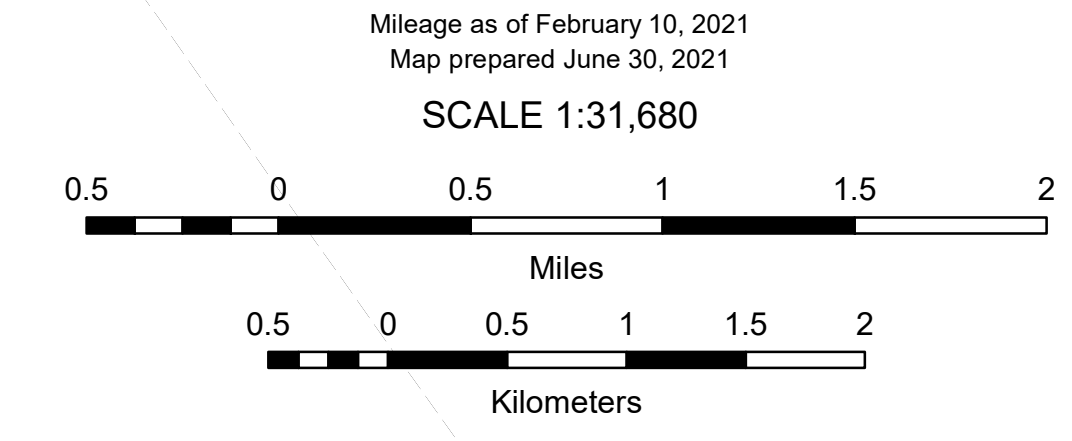 Mileage as of February 10, 2021
Map prepared June 30, 2021
SCALE 1:31,680
0.5 0 0.5 1 1.5 2
Miles
0.5 0 0.5 1 1.5 2
Kilometers